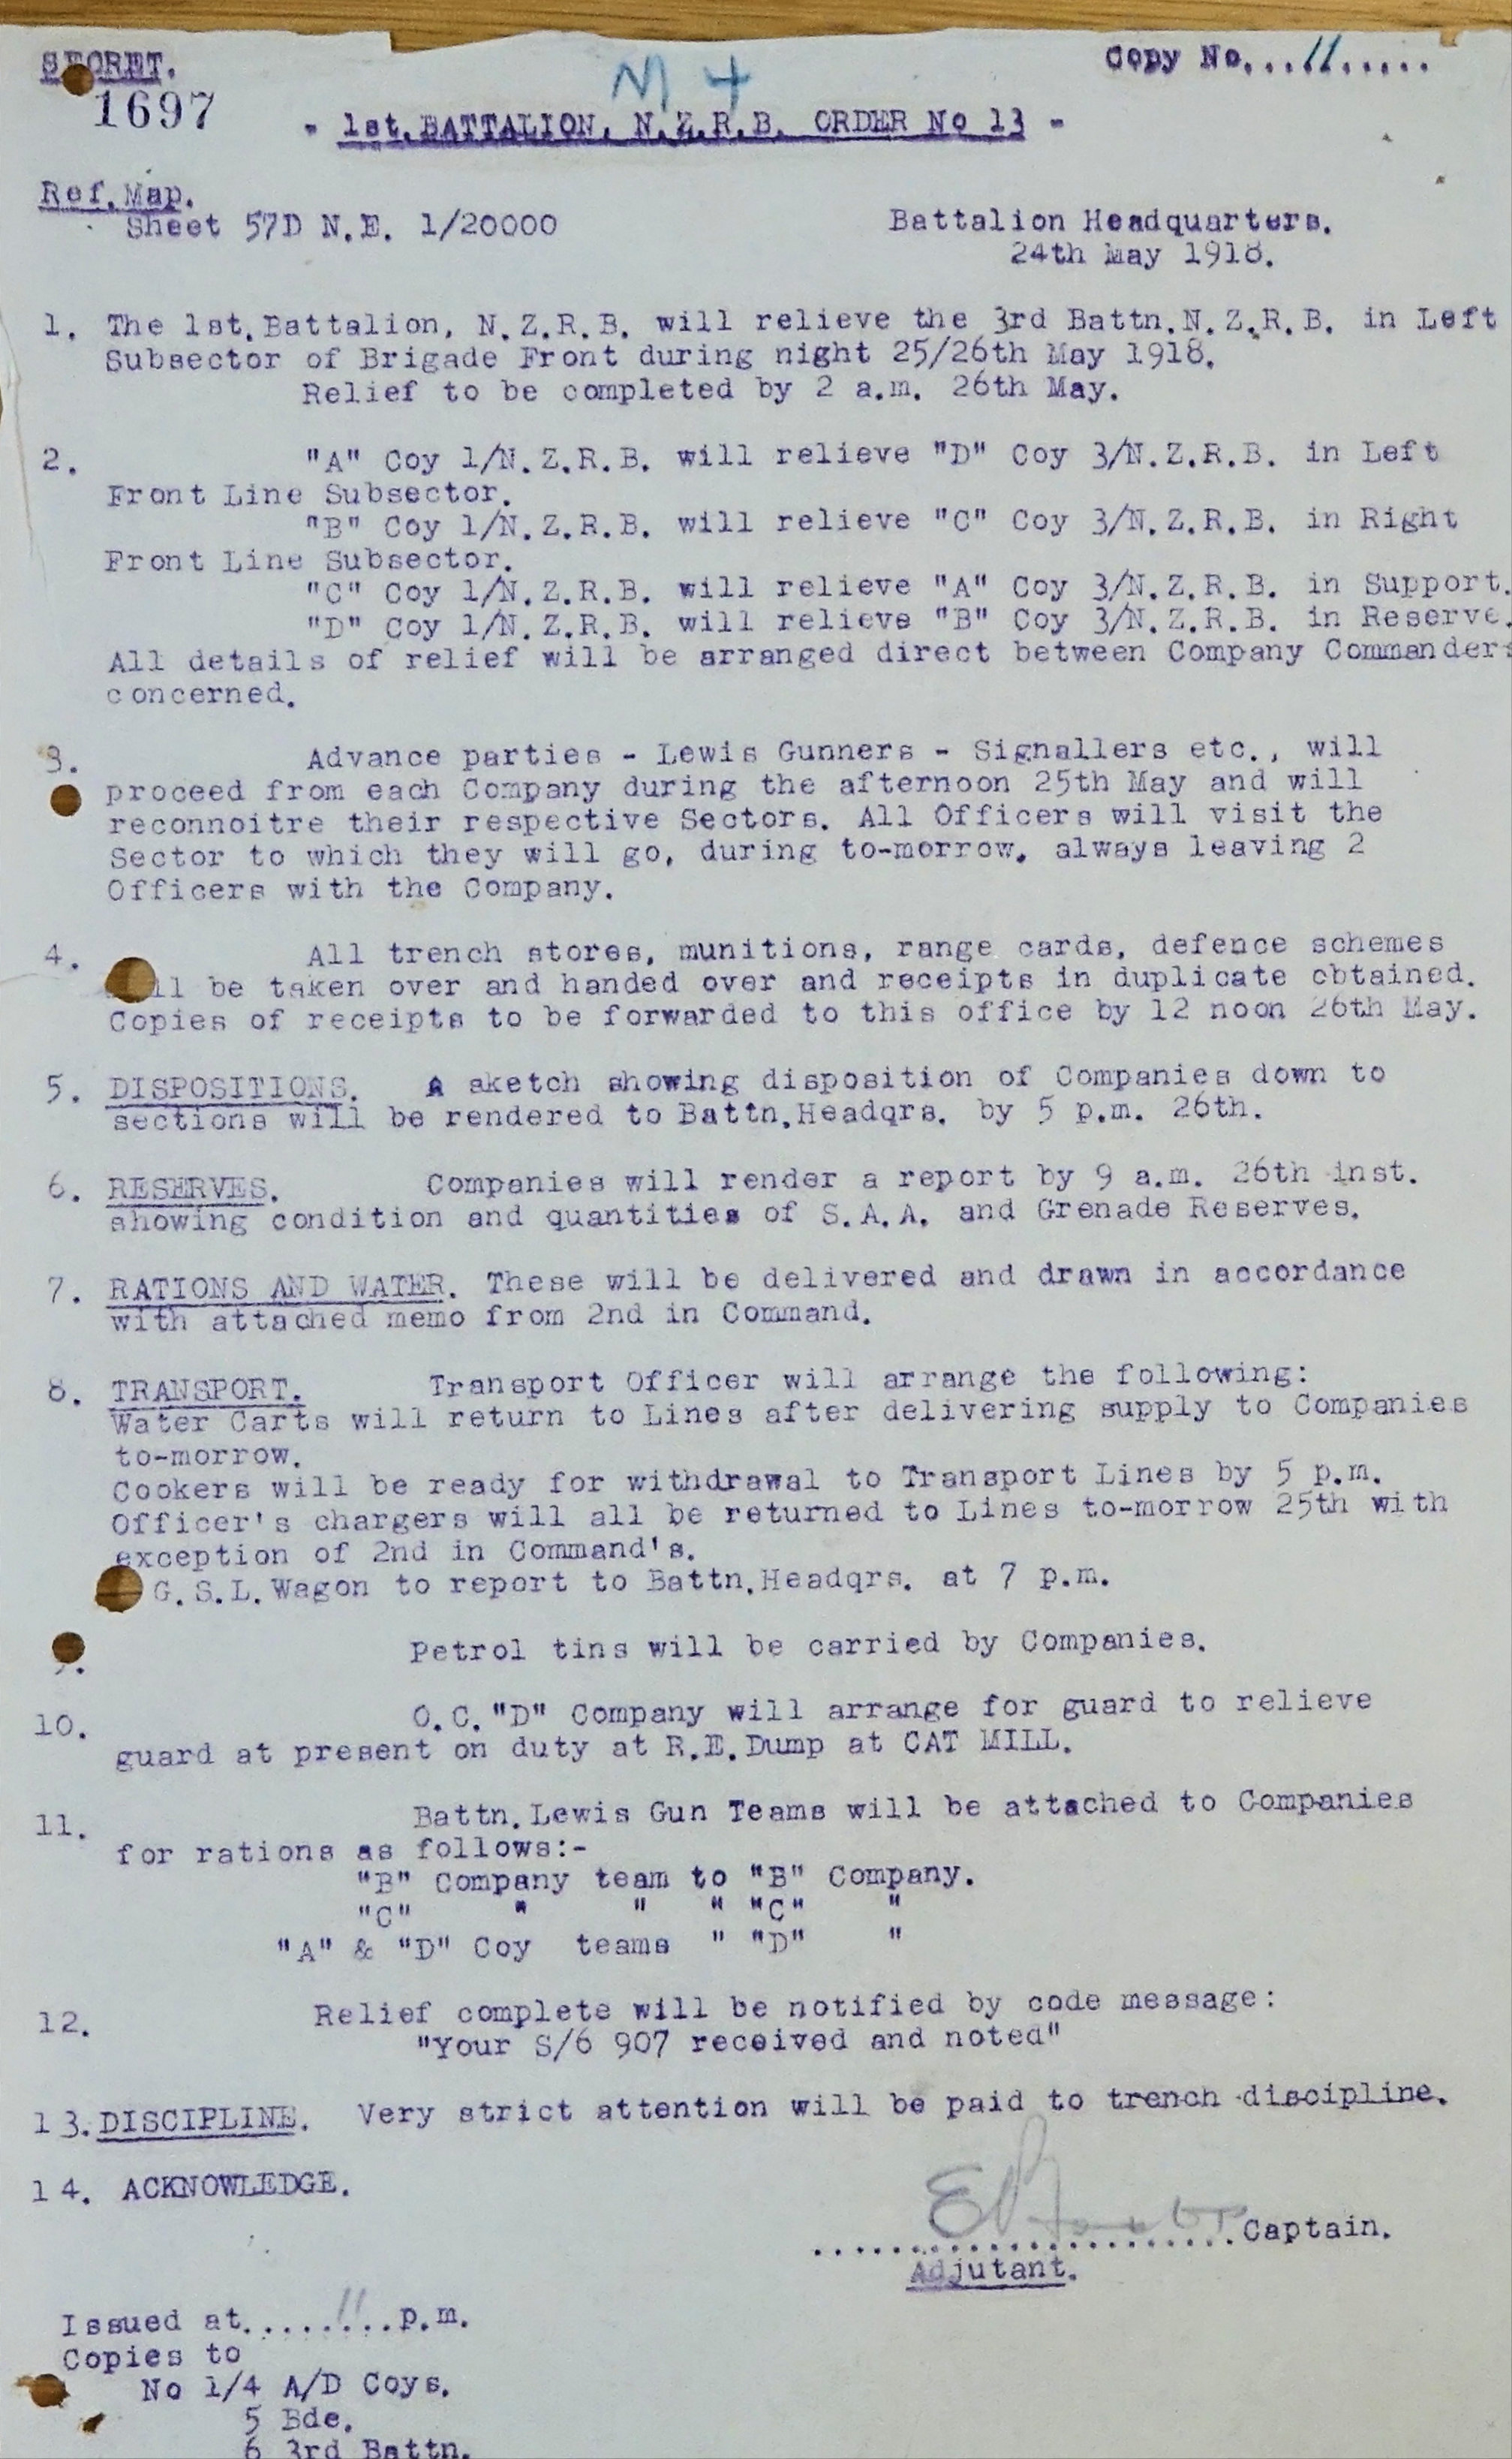 SECRET.
Copy No...11.....
N 4
1697
- 1st.BATTALION, N.Z.R.B. ORDER No 13 -
Ref.Map.
Sheet 57D N.E. 1/20000
Battalion Headquarters.
24th May 1918.
1. The 1st.Battalion, N.Z.R.B. will relieve the 3rd Battn.N.Z.R.B. in Left
Subsector of Brigade Front during night 25/26th May 1918.
Relief to be completed by 2 a.m. 26th May.
2. "A" Coy 1/N.Z.R.B. will relieve "D" Coy 3/N.Z.R.B. in Left
Front Line Subsector.
"B" Coy 1/N.Z.R.B. will relieve "C" Coy 3/N.Z.R.B. in Right
Front Line Subsector.
"C" Coy 1/N.Z.R.B. will relieve "A" Coy 3/N.Z.R.B. in Support.
"D" Coy 1/N.Z.R.B. will relieve "B" Coy 3/N.Z.R.B. in Reserve.
All details of relief will be arranged direct between Company Commanders
concerned.
3. Advance parties - Lewis Gunners - Signallers etc., will
proceed from each Company during the afternoon 25th May and will
reconnoitre their respective Sectors. All Officers will visit the
Sector to which they will go, during to-morrow, always leaving 2
Officers with the Company.
4. All trench stores, munitions, range cards, defence schemes
ll be taken over and handed over and receipts in duplicate obtained.
Copies of receipts to be forwarded to this office by 12 noon 26th May.
5. DISPOSITIONS. A sketch showing disposition of Companies down to
sections will be rendered to Battn.Headqrs. by 5 p.m. 26th.
6. RESERVES. Companies will render a report by 9 a.m. 26th inst.
showing condition and quantities of S.A.A. and Grenade Reserves.
7. RATIONS AND WATER. These will be delivered and drawn in accordance
with attached memo from 2nd in Command.
8. TRANSPORT. Transport Officer will arrange the following:
Water Carts will return to Lines after delivering supply to Companies
to-morrow.
Cookers will be ready for withdrawal to Transport Lines by 5 p.m.
Officer's chargers will all be returned to Lines to-morrow 25th with
exception of 2nd in Command's.
G.S.L.Wagon to report to Battn.Headqrs. at 7 p.m.
9. Petrol tins will be carried by Companies.
10. O.C."D" Company will arrange for guard to relieve
guard at present on duty at R.E.Dump at CAT MILL.
11. Battn.Lewis Gun Teams will be attached to Companies
for rations as follows:-
"B" Company team to "B" Company.
"C" " " " "C" "
"A" & "D" Coy teams " "D" "
12. Relief complete will be notified by code message:
"Your S/6 907 received and noted"
13. DISCIPLINE. Very strict attention will be paid to trench discipline.
14. ACKNOWLEDGE.
........................Captain.
Adjutant.
Issued at.....11...p.m.
Copies to
No 1/4 A/D Coys.
5 Bde.
6 3rd Battn.